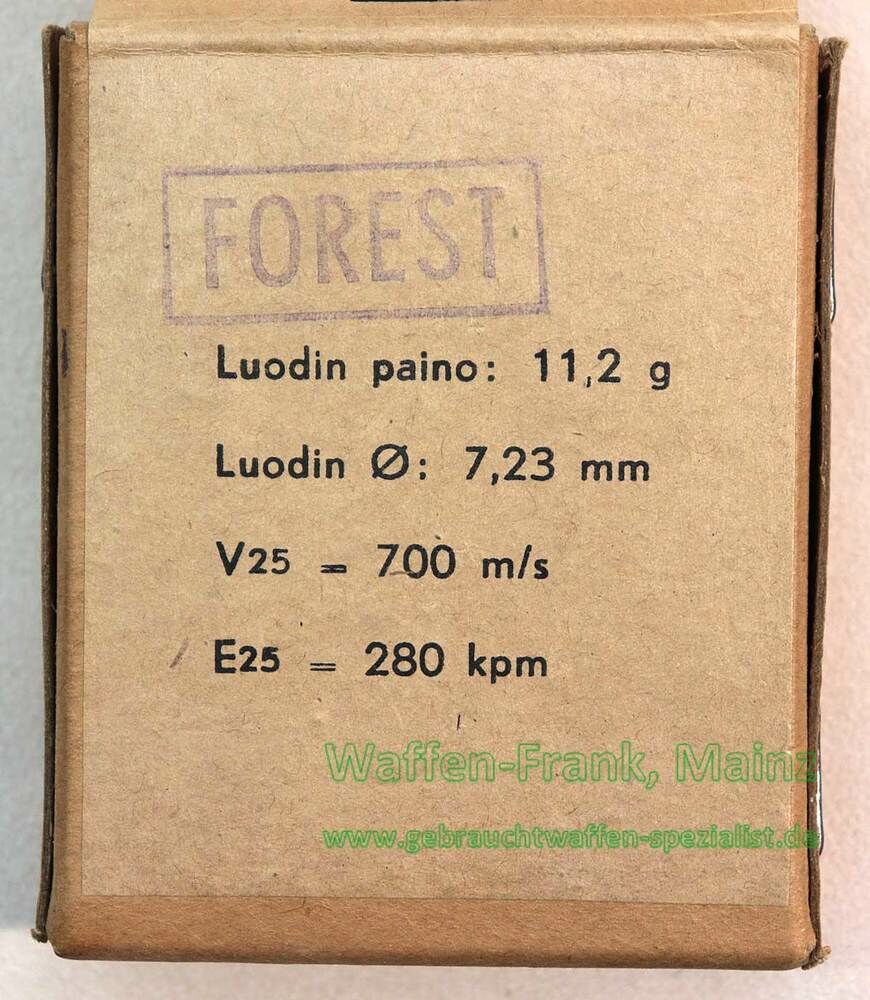 FOREST
Luodin paino: 11,2 g
Luodin Ø: 7,23 mm
V25 = 700 m/s
E25 = 280 kpm
Waffen-Frank, Mainz
www.gebrauchtwaffen-spezialist.de